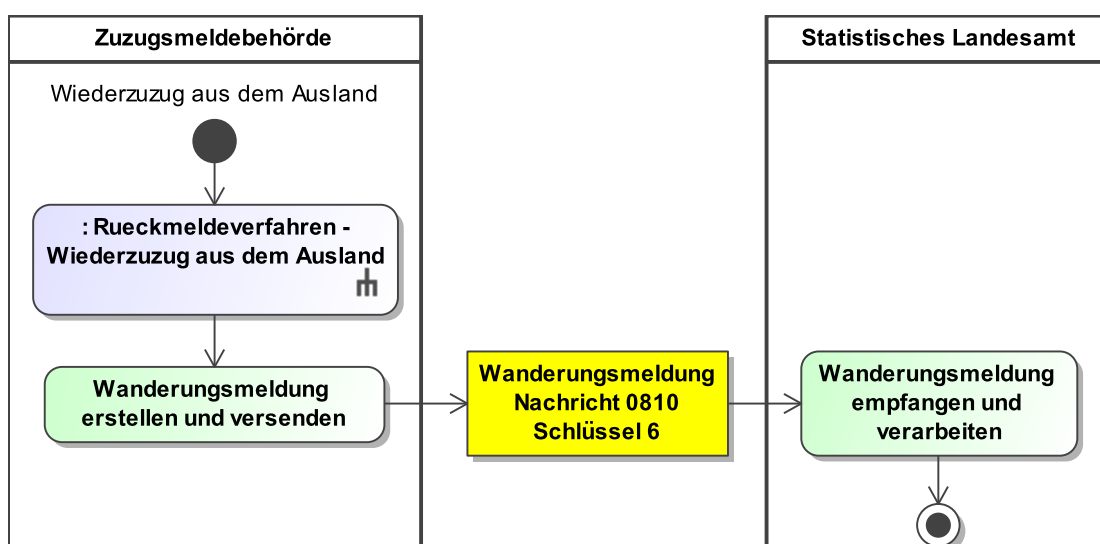 Zuzugsmeldebehörde
Statistisches Landesamt
Wiederzuzug aus dem Ausland
: Rueckmeldeverfahren -
Wiederzuzug aus dem Ausland
Wanderungsmeldung
erstellen und versenden
Wanderungsmeldung
Nachricht 0810
Schlüssel 6
Wanderungsmeldung
empfangen und
verarbeiten